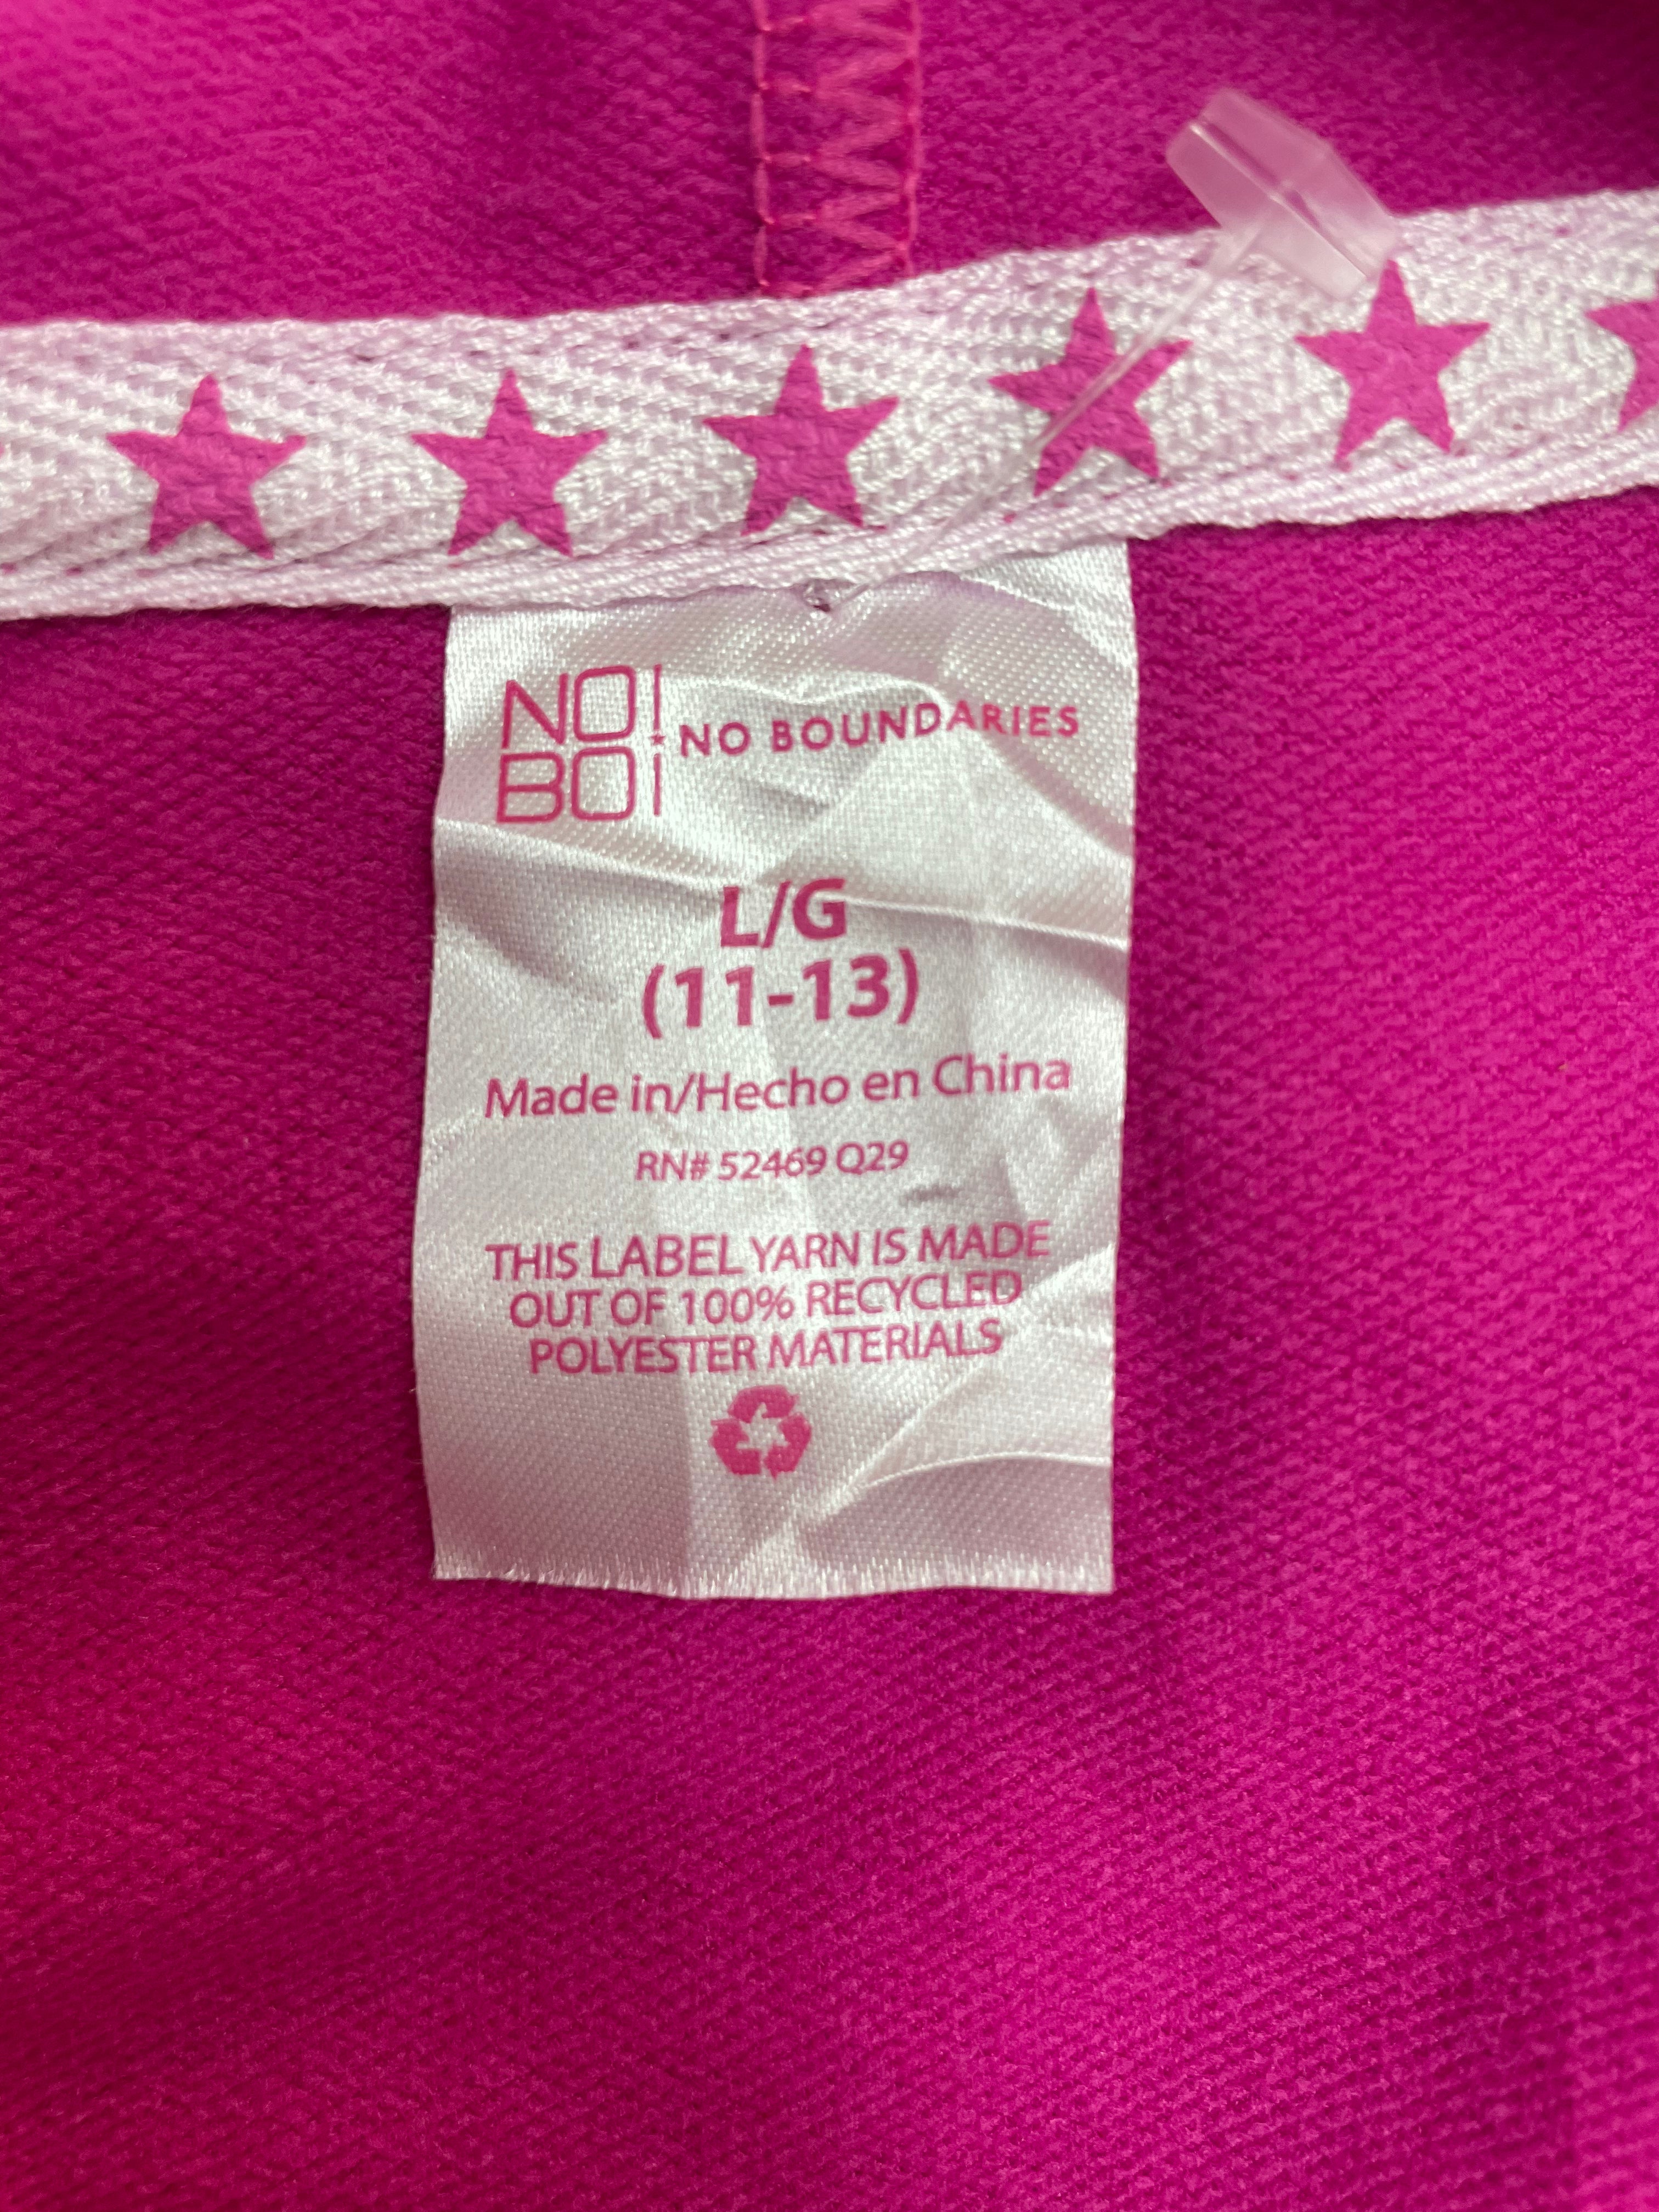 NO!
BO! NO BOUNDARIES
L/G
(11-13)
Made in/Hecho en China
RN# 52469 Q29
THIS LABEL YARN IS MADE
OUT OF 100% RECYCLED
POLYESTER MATERIALS